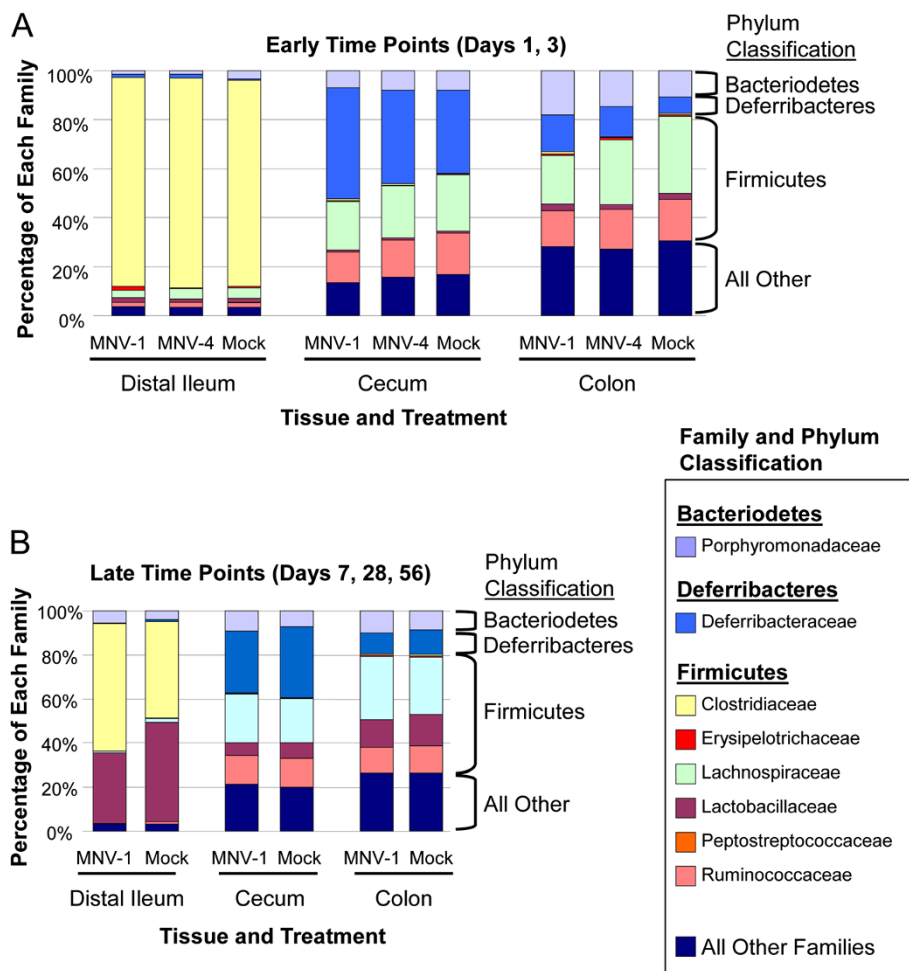 A
Early Time Points (Days 1, 3)
Phylum
Classification
Percentage of Each Family
100%
80%
60%
40%
20%
0%
Bacteriodetes
Deferribacteres
Firmicutes
All Other
MNV-1 MNV-4 Mock MNV-1 MNV-4 Mock MNV-1 MNV-4 Mock
Distal Ileum Cecum Colon
Tissue and Treatment
B
Late Time Points (Days 7, 28, 56)
Phylum
Classification
Percentage of Each Family
100%
80%
60%
40%
20%
0%
Bacteriodetes
Deferribacteres
Firmicutes
All Other
MNV-1 Mock MNV-1 Mock MNV-1 Mock
Distal Ileum Cecum Colon
Tissue and Treatment
Family and Phylum
Classification
Bacteriodetes
Porphyromonadaceae
Deferribacteres
Deferribacteraceae
Firmicutes
Clostridiaceae
Erysipelotrichaceae
Lachnospiraceae
Lactobacillaceae
Peptostreptococcaceae
Ruminococcaceae
All Other Families